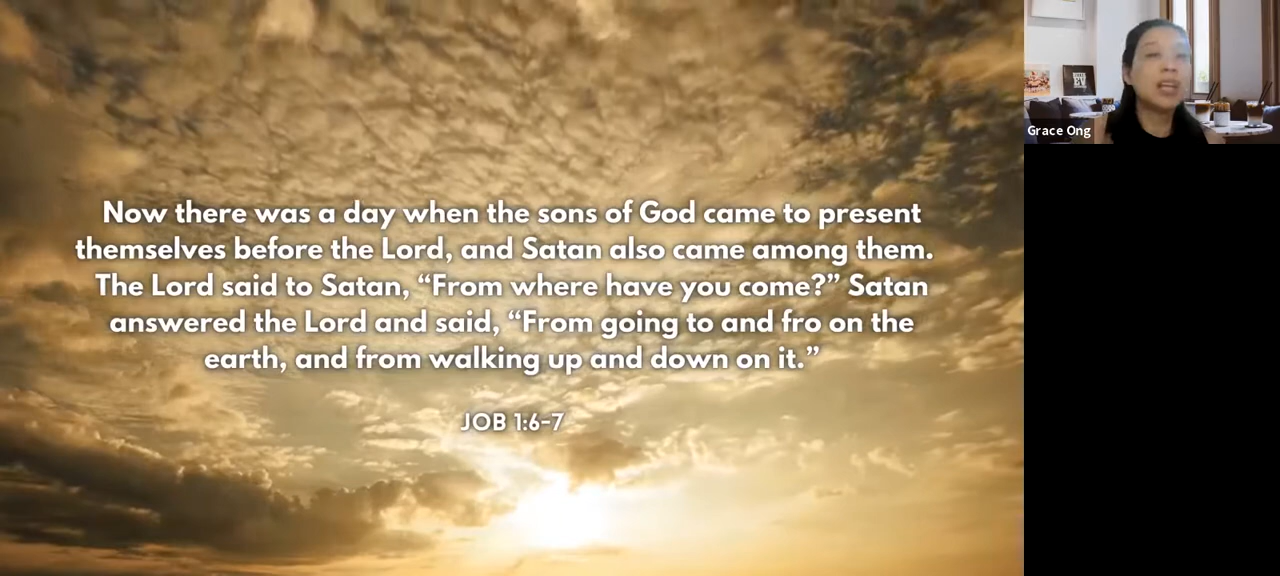 Now there was a day when the sons of God came to present
themselves before the Lord, and Satan also came among them.
The Lord said to Satan, “From where have you come?” Satan
answered the Lord and said, “From going to and fro on the
earth, and from walking up and down on it.”
JOB 1:6-7
Grace Ong